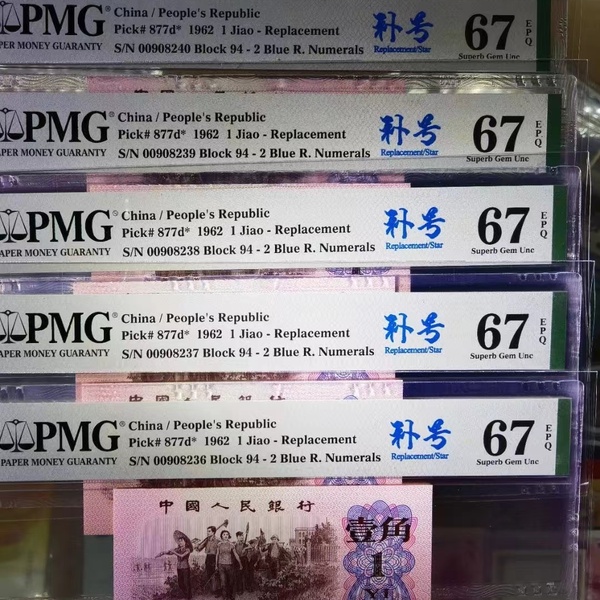 PMG®
PAPER MONEY GUARANTY
China / People's Republic
Pick# 877d* 1962 1 Jiao - Replacement
S/N 00908240 Block 94 - 2 Blue R. Numerals
补号
Replacement/Star
67
EPQ
Superb Gem Unc
PMG®
PAPER MONEY GUARANTY
China / People's Republic
Pick# 877d* 1962 1 Jiao - Replacement
S/N 00908239 Block 94 - 2 Blue R. Numerals
补号
Replacement/Star
67
EPQ
Superb Gem Unc
PMG®
PAPER MONEY GUARANTY
China / People's Republic
Pick# 877d* 1962 1 Jiao - Replacement
S/N 00908238 Block 94 - 2 Blue R. Numerals
补号
Replacement/Star
67
EPQ
Superb Gem Unc
PMG®
PAPER MONEY GUARANTY
China / People's Republic
Pick# 877d* 1962 1 Jiao - Replacement
S/N 00908237 Block 94 - 2 Blue R. Numerals
补号
Replacement/Star
67
EPQ
Superb Gem Unc
PMG®
PAPER MONEY GUARANTY
China / People's Republic
Pick# 877d* 1962 1 Jiao - Replacement
S/N 00908236 Block 94 - 2 Blue R. Numerals
补号
Replacement/Star
67
EPQ
Superb Gem Unc
中國人民銀行
壹角
1